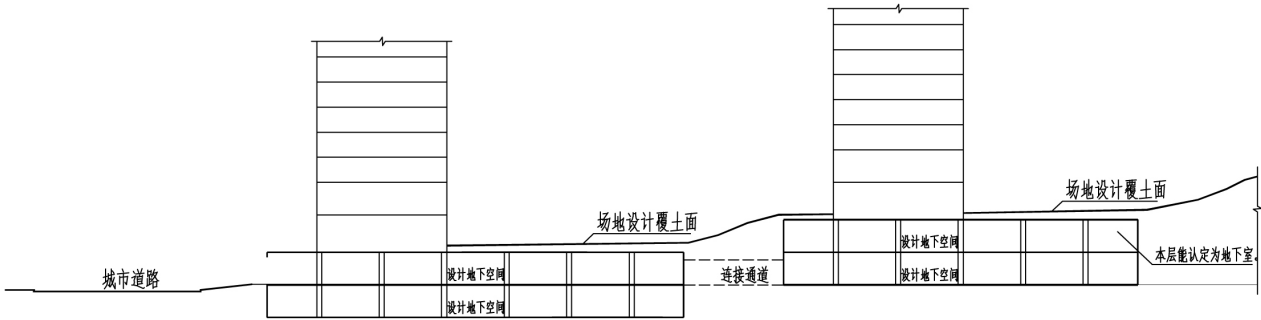 场地设计覆土面
场地设计覆土面
设计地下空间
本层能认定为地下室。
城市道路
设计地下空间
连接通道
设计地下空间
设计地下空间